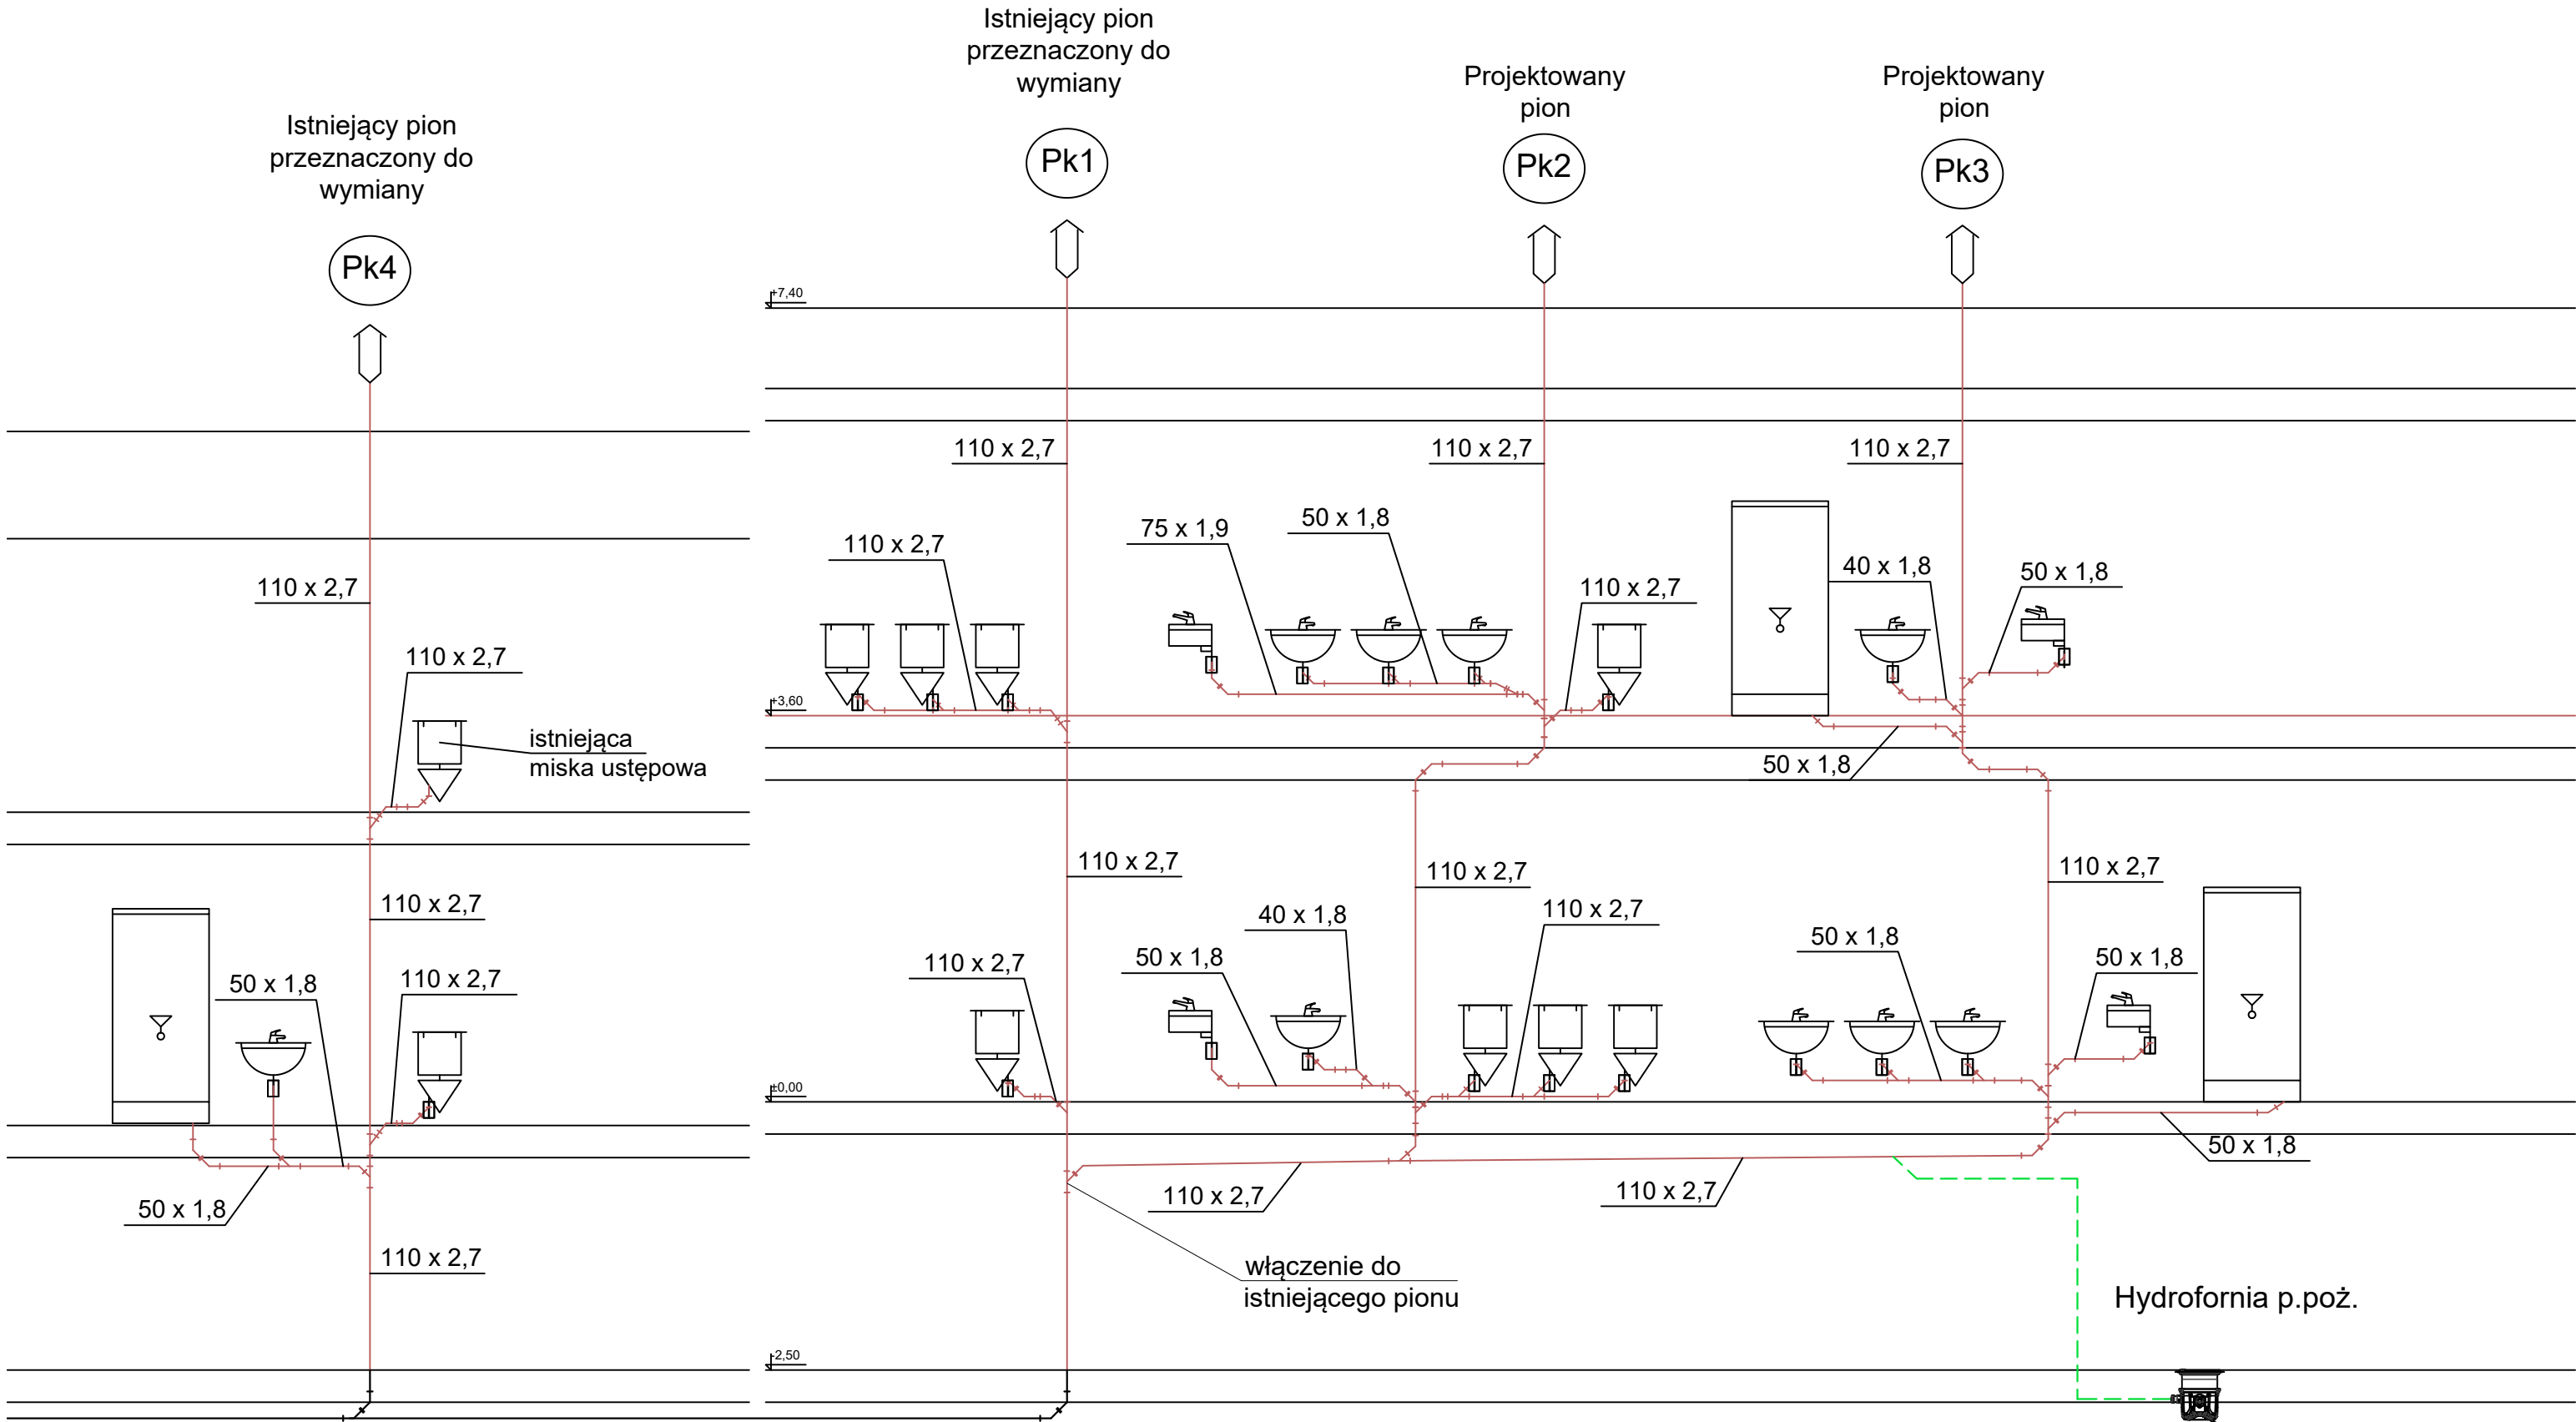 Istniejący pion
przeznaczony do
wymiany
Pk4
Istniejący pion
przeznaczony do
wymiany
Pk1
Projektowany
pion
Pk2
Projektowany
pion
Pk3
+7,40
110 x 2,7
110 x 2,7
110 x 2,7
110 x 2,7
75 x 1,9
50 x 1,8
110 x 2,7
40 x 1,8
50 x 1,8
110 x 2,7
110 x 2,7
+3,60
istniejąca
miska ustępowa
50 x 1,8
110 x 2,7
110 x 2,7
110 x 2,7
110 x 2,7
110 x 2,7
50 x 1,8
110 x 2,7
110 x 2,7
50 x 1,8
40 x 1,8
110 x 2,7
50 x 1,8
50 x 1,8
±0,00
50 x 1,8
50 x 1,8
110 x 2,7
110 x 2,7
110 x 2,7
włączenie do
istniejącego pionu
Hydrofornia p.poż.
-2,50